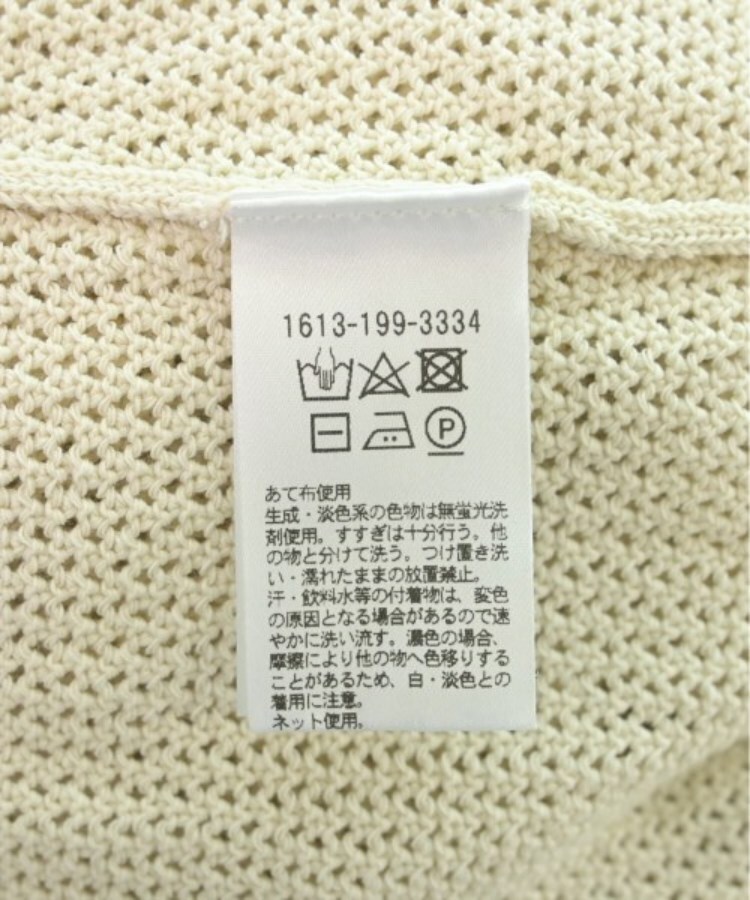 1613-199-3334
P
あて布使用
生成・淡色系の色物は無蛍光洗
剤使用。すすぎは十分行う。他
の物と分けて洗う。つけ置き洗
い・濡れたままの放置禁止。
汗・飲料水等の付着物は、変色
の原因となる場合があるので速
やかに洗い流す。濃色の場合、
摩擦により他の物へ色移りする
ことがあるため、白・淡色との
着用に注意。
ネット使用。